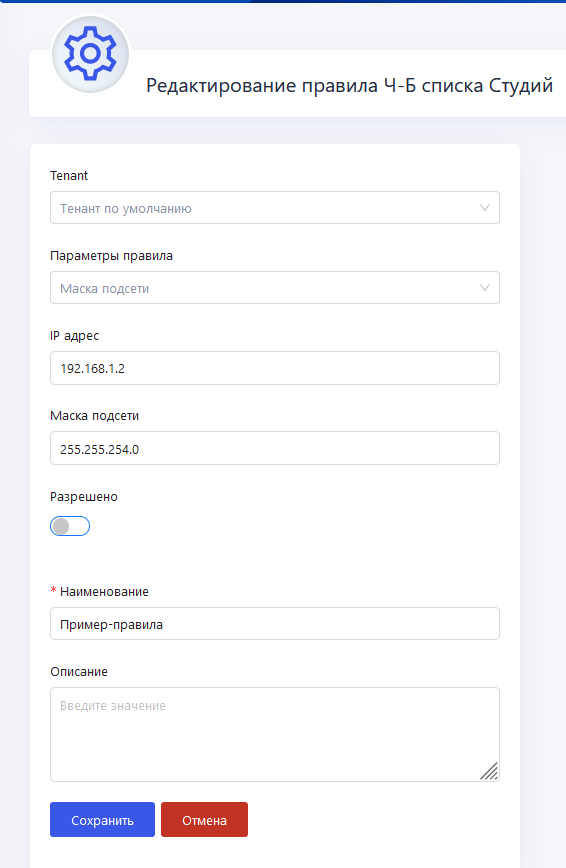 Редактирование правила Ч-Б списка Студий
Tenant
Тенант по умолчанию
Параметры правила
Маска подсети
IP адрес
192.168.1.2
Маска подсети
255.255.254.0
Разрешено
* Наименование
Пример-правила
Описание
Введите значение
Сохранить
Отмена